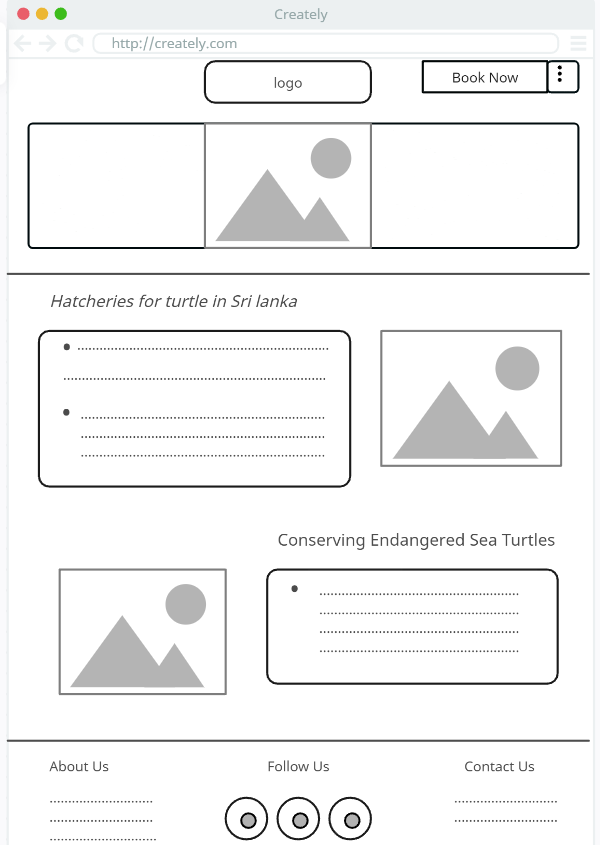 Creately
http://creately.com
logo
Book Now
Hatcheries for turtle in Sri lanka
Conserving Endangered Sea Turtles
About Us
Follow Us
Contact Us